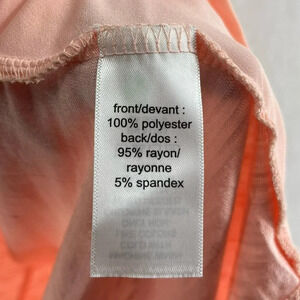 front/devant :
100% polyester
back/dos :
95% rayon/
rayonne
5% spandex